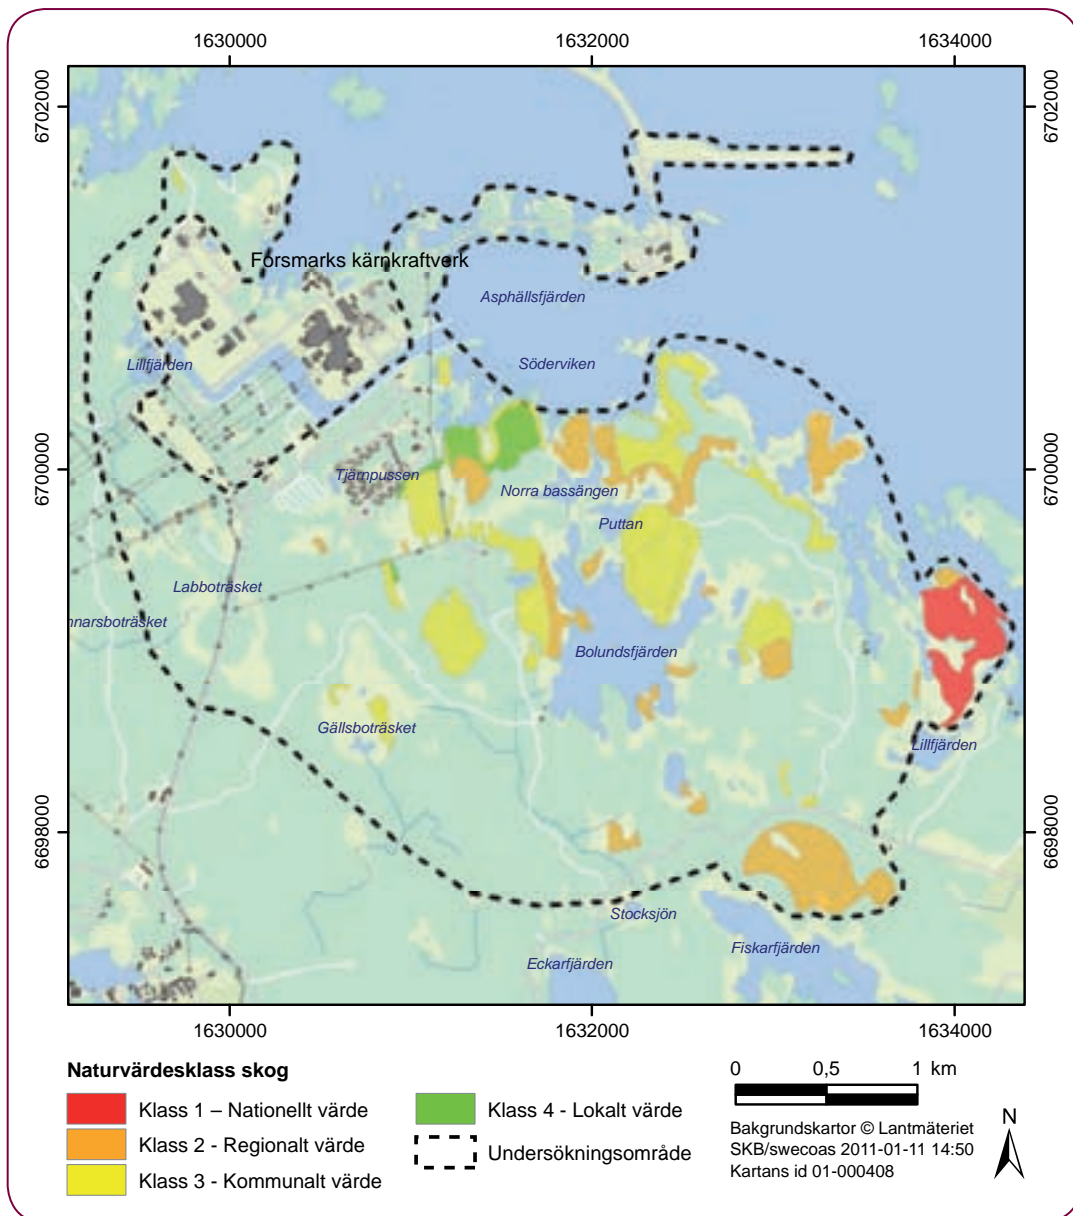 1630000 1632000 1634000
6702000 6702000
Forsmarks kärnkraftverk
Asphällsfjärden
Lillfjärden
Söderviken
6700000 6700000
Tjärnpussen
Norra bassängen
Puttan
Labboträsket
nnarsboträsket
Bolundsfjärden
Gällsboträsket
Lillfjärden
6698000 6698000
Stocksjön
Fiskarfjärden
Eckarfjärden
1630000 1632000 1634000
Naturvärdesklass skog
Klass 1 – Nationellt värde
Klass 2 - Regionalt värde
Klass 3 - Kommunalt värde
Klass 4 - Lokalt värde
Undersökningsområde
0 0,5 1 km
Bakgrundskartor © Lantmäteriet
SKB/swecoas 2011-01-11 14:50
Kartans id 01-000408
N